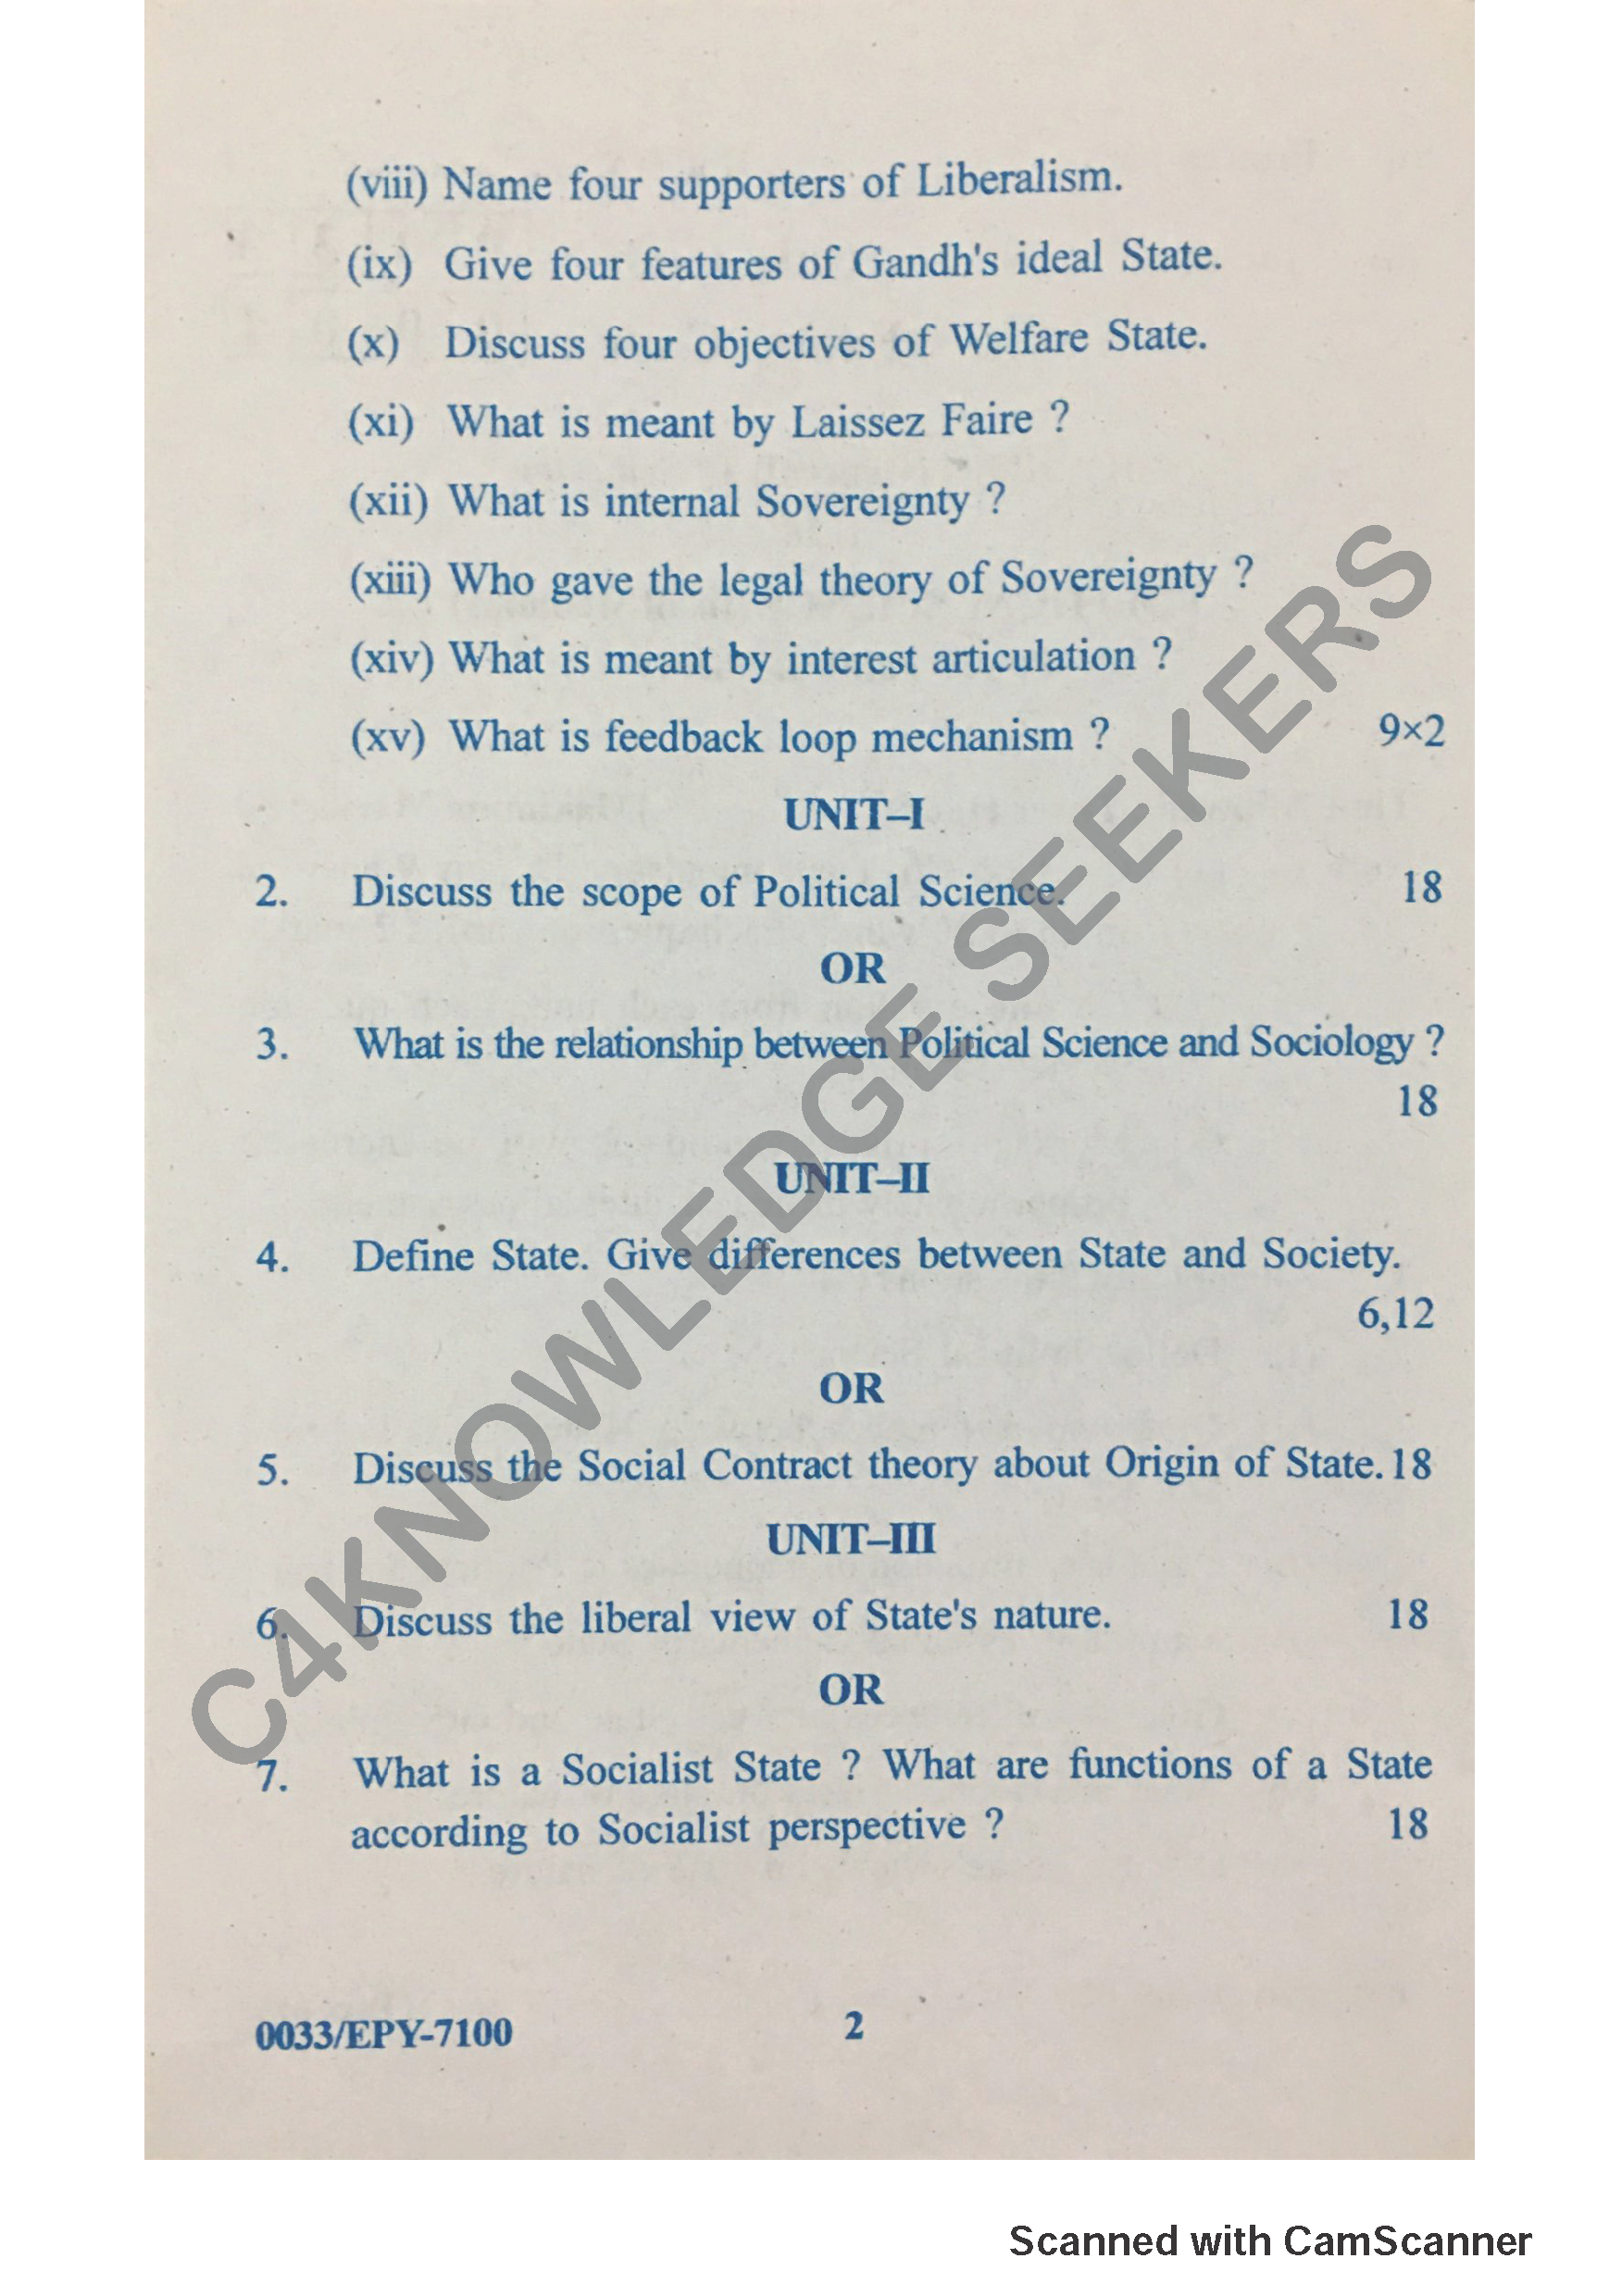 (viii) Name four supporters of Liberalism.
(ix) Give four features of Gandh's ideal State.
(x) Discuss four objectives of Welfare State.
(xi) What is meant by Laissez Faire ?
(xii) What is internal Sovereignty ?
(xiii) Who gave the legal theory of Sovereignty ?
(xiv) What is meant by interest articulation ?
(xv) What is feedback loop mechanism ? 9×2
UNIT–I
2. Discuss the scope of Political Science. 18
OR
3. What is the relationship between Political Science and Sociology ?
18
UNIT–II
4. Define State. Give differences between State and Society.
6,12
OR
5. Discuss the Social Contract theory about Origin of State. 18
UNIT–III
6. Discuss the liberal view of State's nature. 18
OR
7. What is a Socialist State ? What are functions of a State
according to Socialist perspective ? 18
0033/EPY-7100 2
C4KNOWLEDGE SEEKERS
Scanned with CamScanner